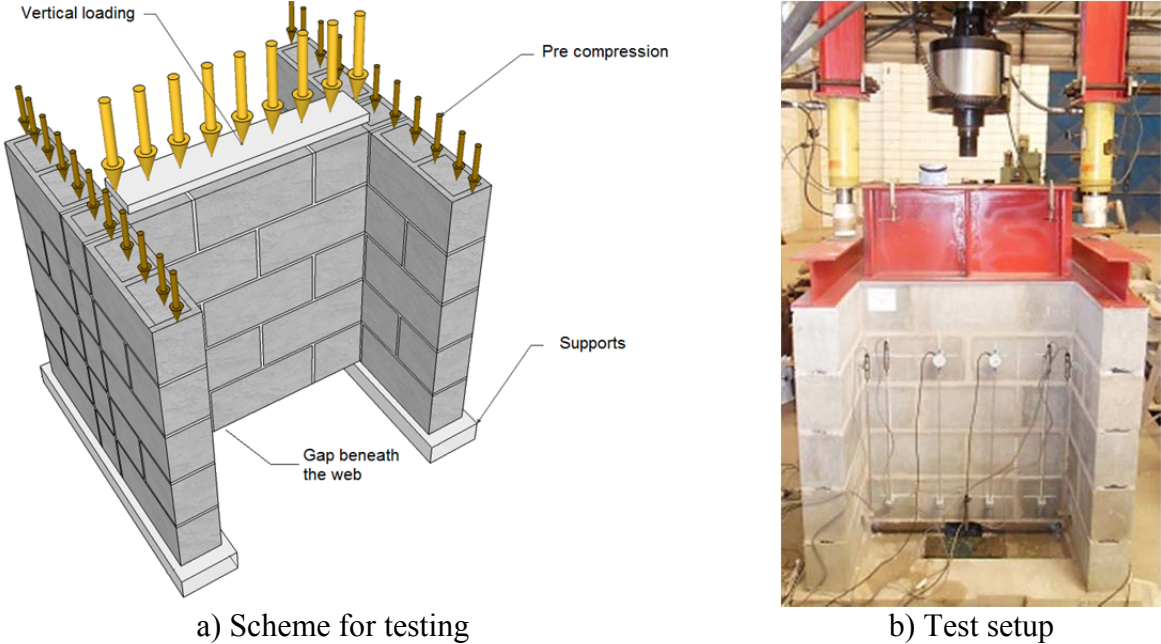 Vertical loading
Pre compression
Supports
Gap beneath
the web
a) Scheme for testing
b) Test setup